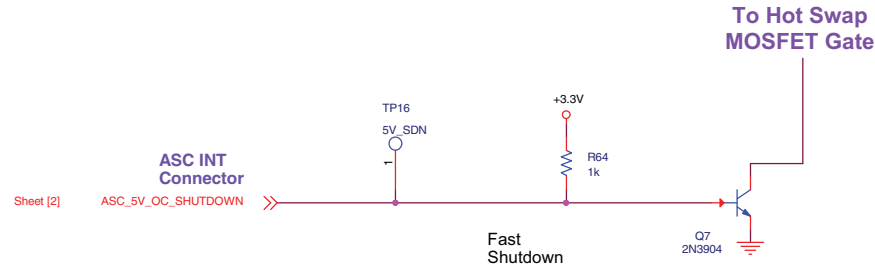 To Hot Swap
MOSFET Gate
+3.3V
TP16
5V_SDN
1
R64
1k
ASC INT
Connector
Sheet [2]
ASC_5V_OC_SHUTDOWN
Q7
2N3904
Fast
Shutdown